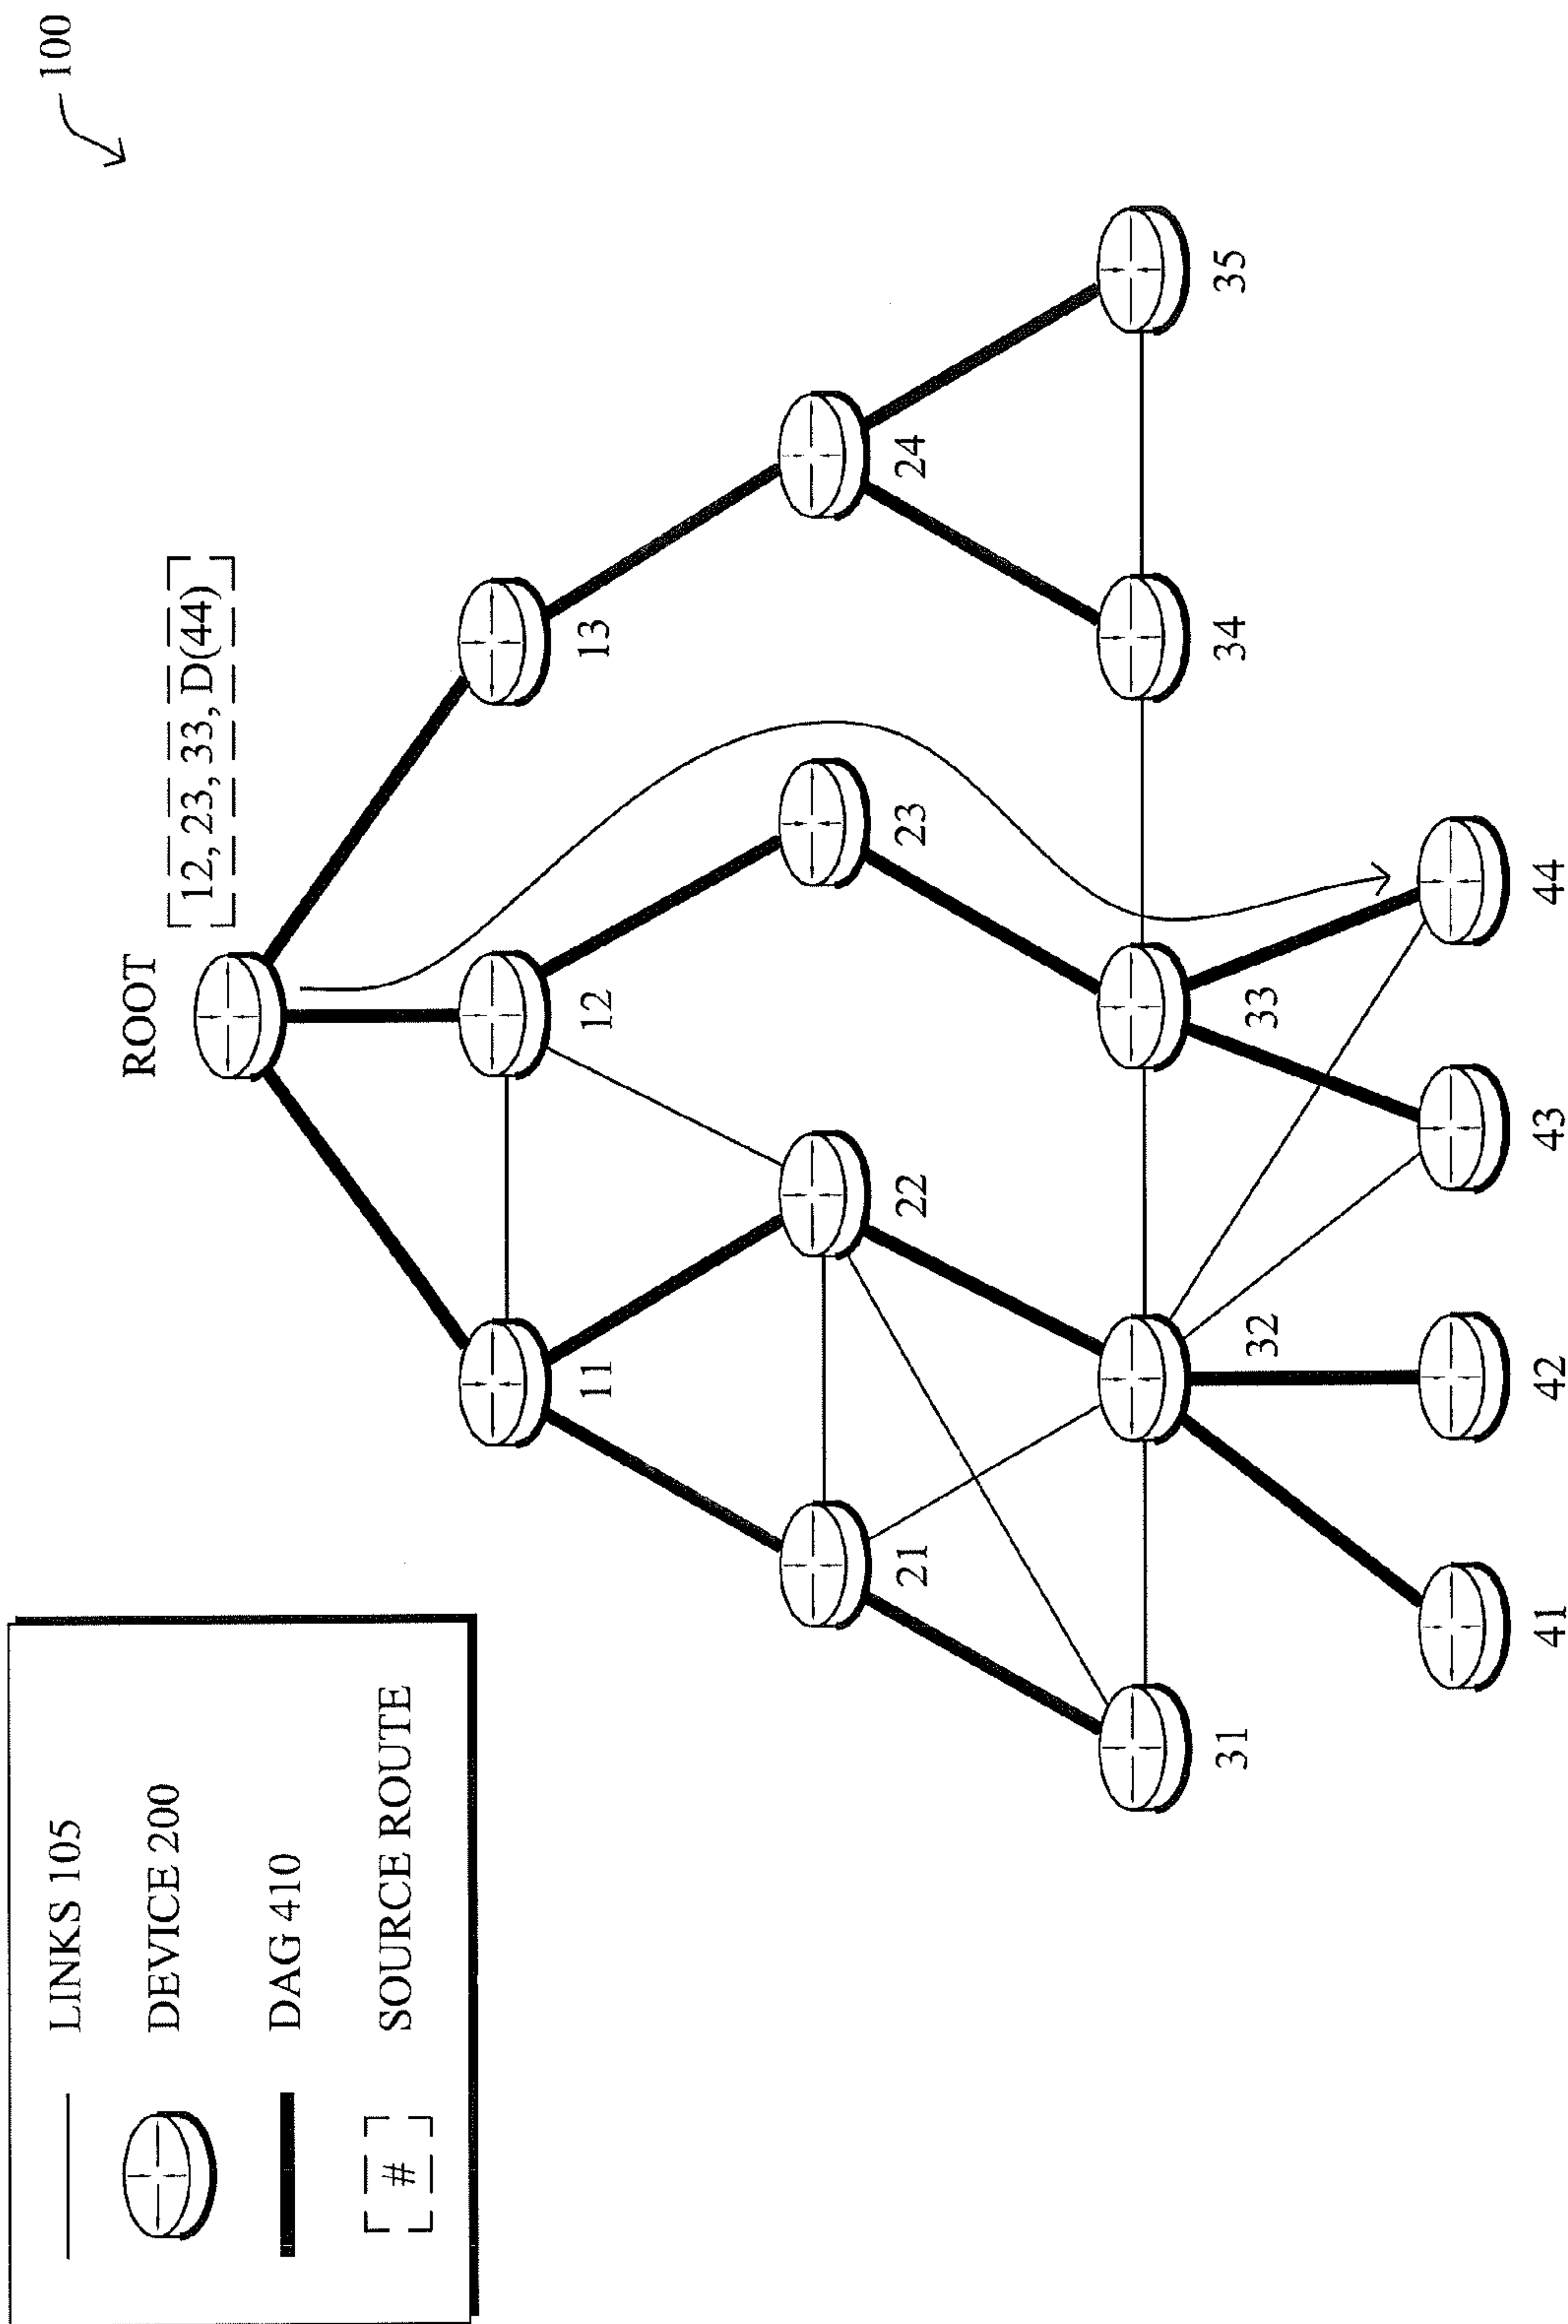 100
LINKS 105
DEVICE 200
DAG 410
[#] SOURCE ROUTE
ROOT
[12, 23, 33, D(44)]
11
12
13
21
22
23
24
31
32
33
34
35
41
42
43
44